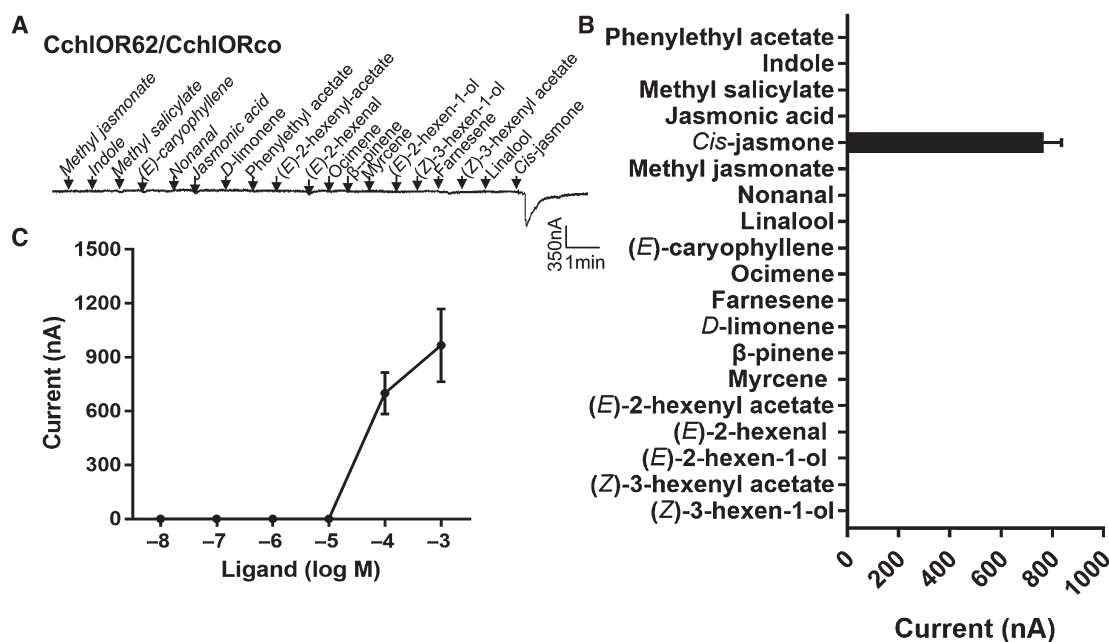 A
CchlOR62/CchlORco
Methyl jasmonate
Indole
Methyl salicylate
(E)-caryophyllene
Nonanal
Jasmonic acid
D-limonene
Phenylethyl acetate
(E)-2-hexenyl-acetate
(E)-2-hexenal
Ocimene
β-pinene
Myrcene
(E)-2-hexen-1-ol
(Z)-3-hexen-1-ol
Farnesene
(Z)-3-hexenyl acetate
Linalool
Cis-jasmone
350nA
1min
B
Phenylethyl acetate
Indole
Methyl salicylate
Jasmonic acid
Cis-jasmone
Methyl jasmonate
Nonanal
Linalool
(E)-caryophyllene
Ocimene
Farnesene
D-limonene
β-pinene
Myrcene
(E)-2-hexenyl acetate
(E)-2-hexenal
(E)-2-hexen-1-ol
(Z)-3-hexenyl acetate
(Z)-3-hexen-1-ol
0 200 400 600 800 1000
Current (nA)
C
Current (nA)
1500
1200
900
600
300
0
–8 –7 –6 –5 –4 –3
Ligand (log M)